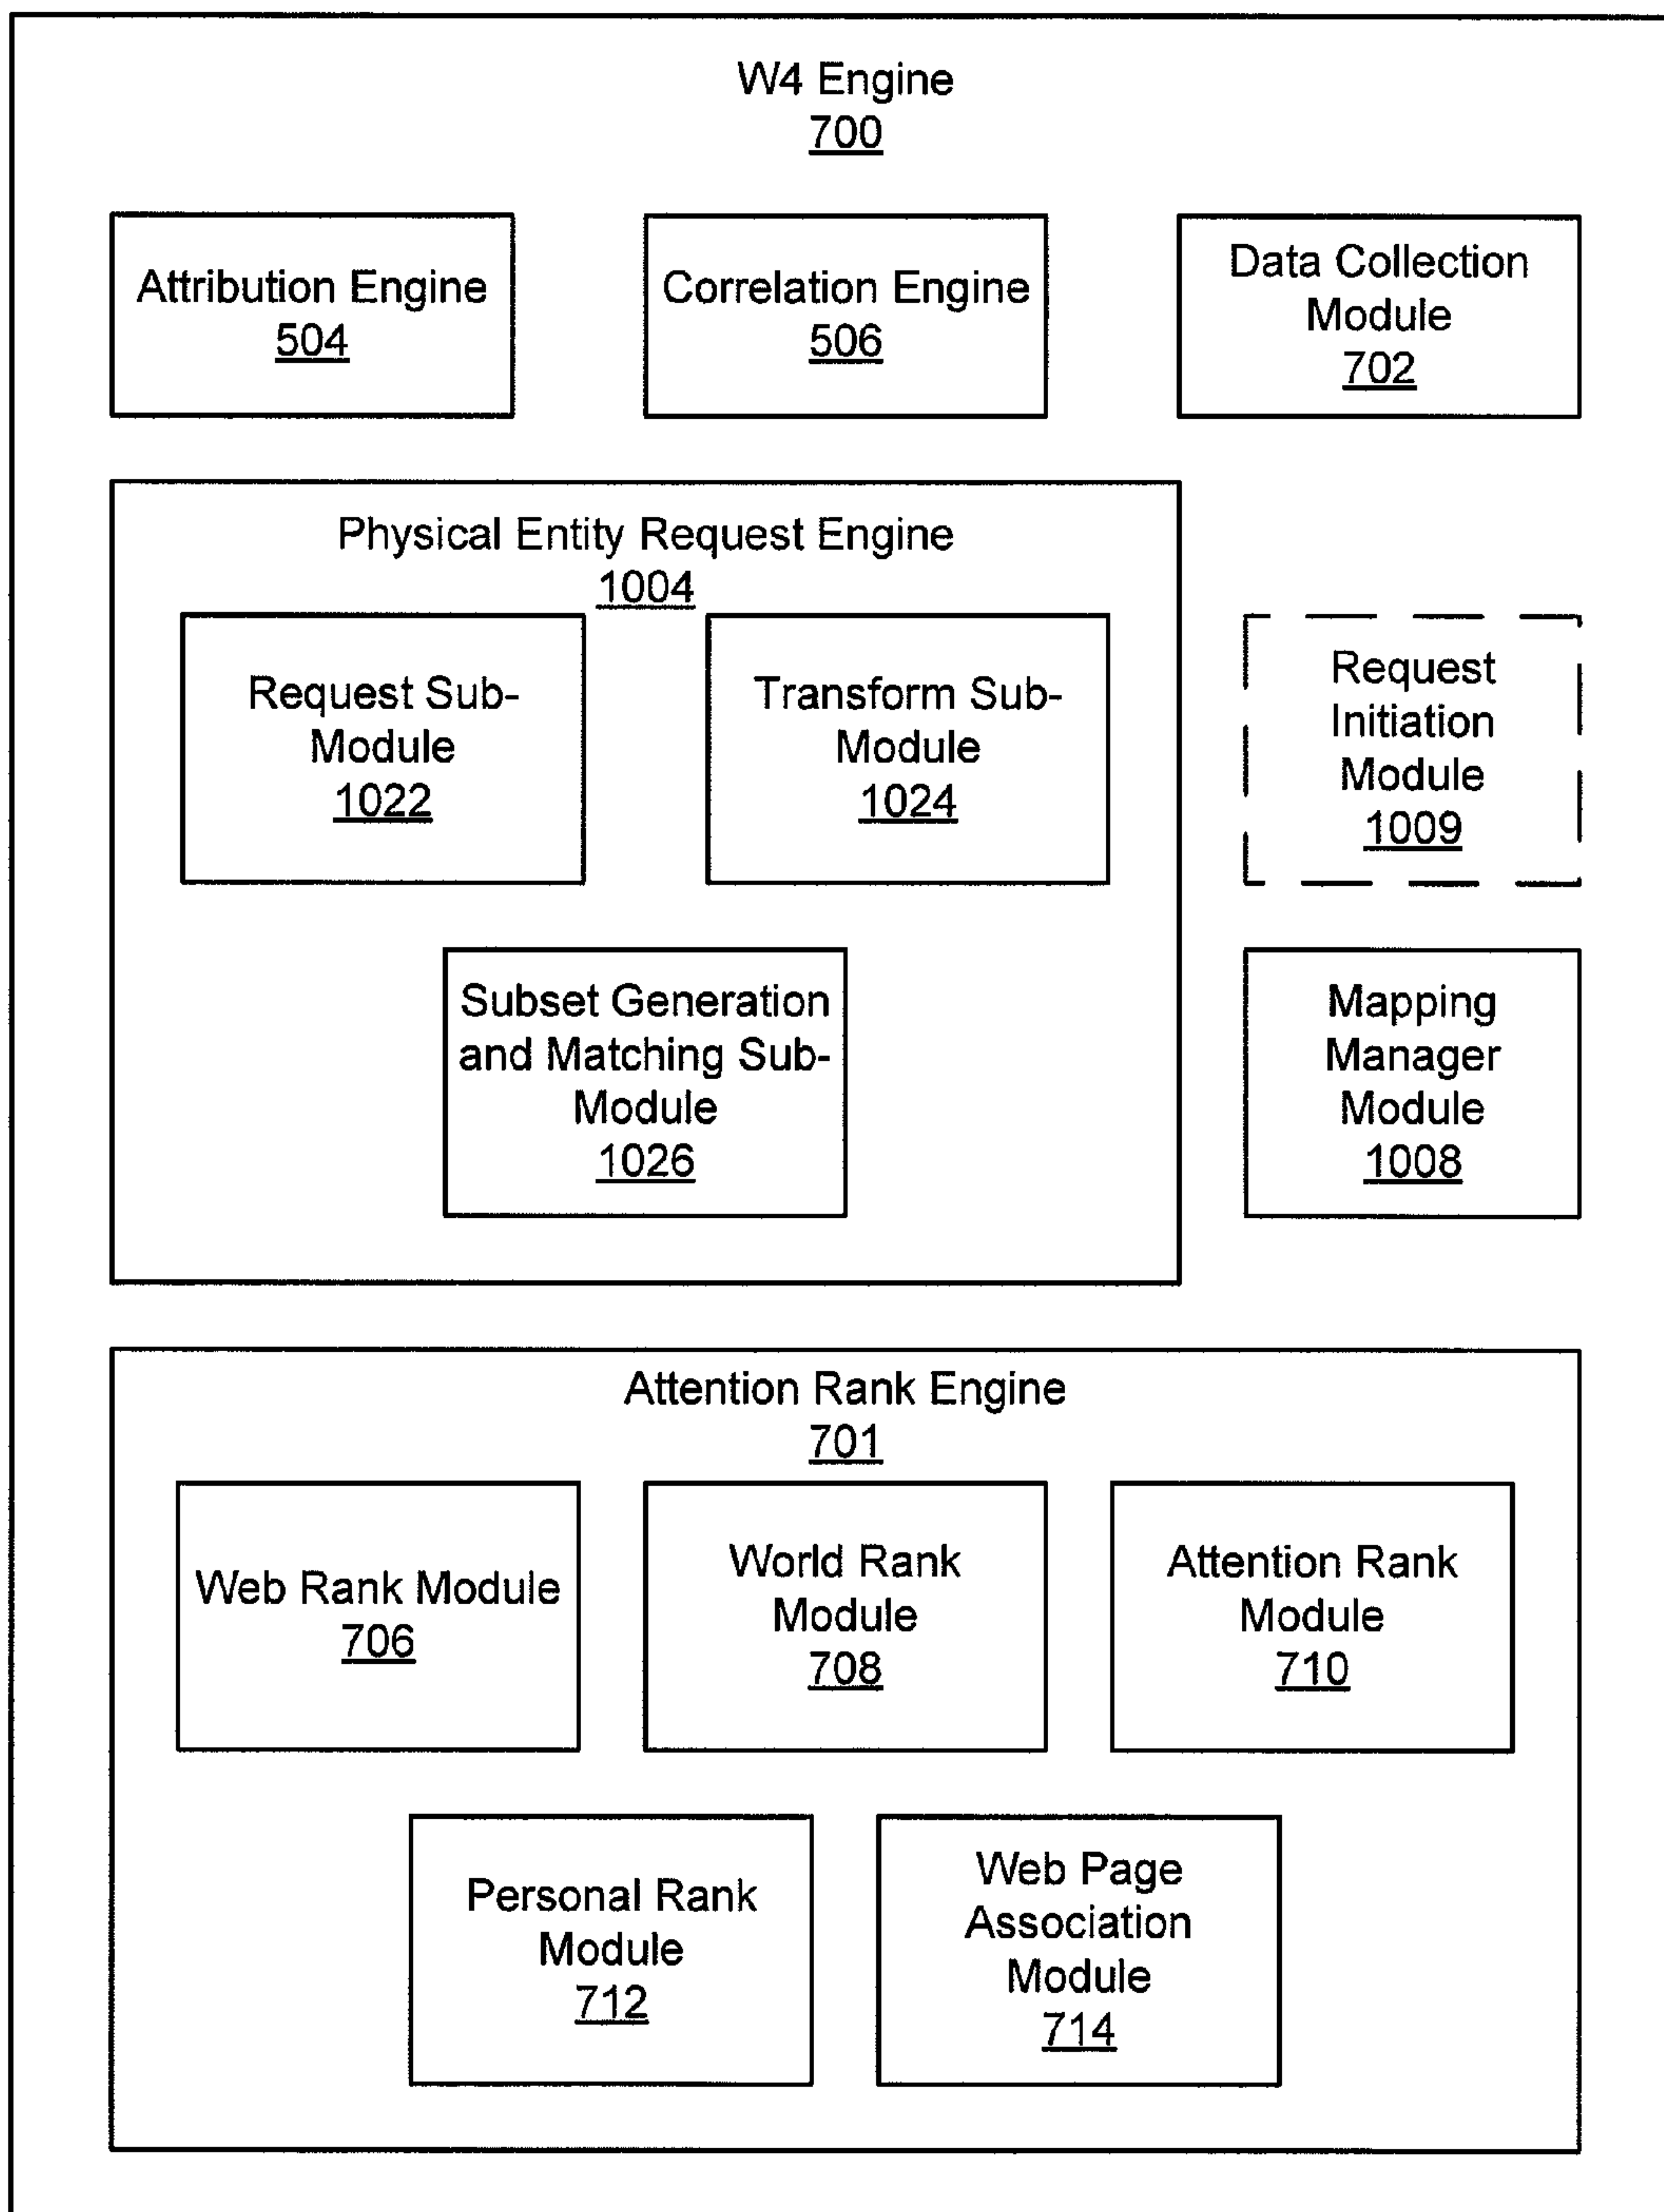 W4 Engine
700
Attribution Engine
504
Correlation Engine
506
Data Collection
Module
702
Physical Entity Request Engine
1004
Request Sub-
Module
1022
Transform Sub-
Module
1024
Subset Generation
and Matching Sub-
Module
1026
Request
Initiation
Module
1009
Mapping
Manager
Module
1008
Attention Rank Engine
701
Web Rank Module
706
World Rank
Module
708
Attention Rank
Module
710
Personal Rank
Module
712
Web Page
Association
Module
714